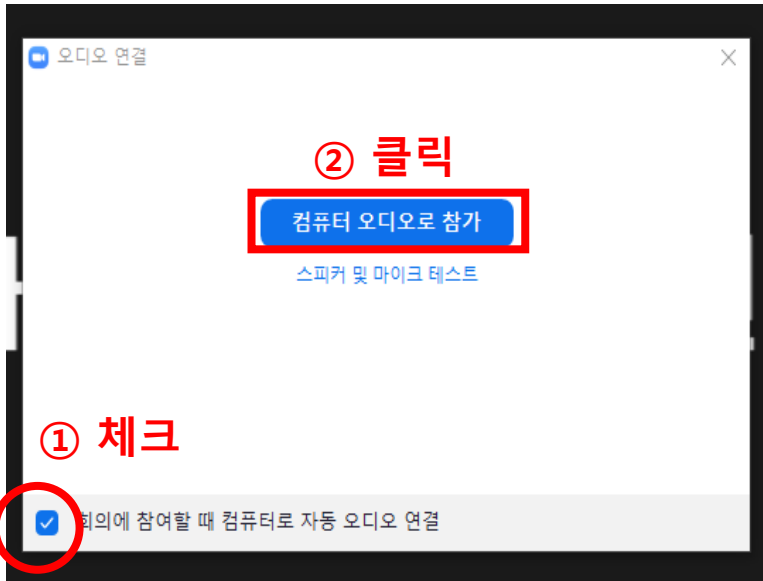 오디오 연결
② 클릭
컴퓨터 오디오로 참가
스피커 및 마이크 테스트
① 체크
회의에 참여할 때 컴퓨터로 자동 오디오 연결